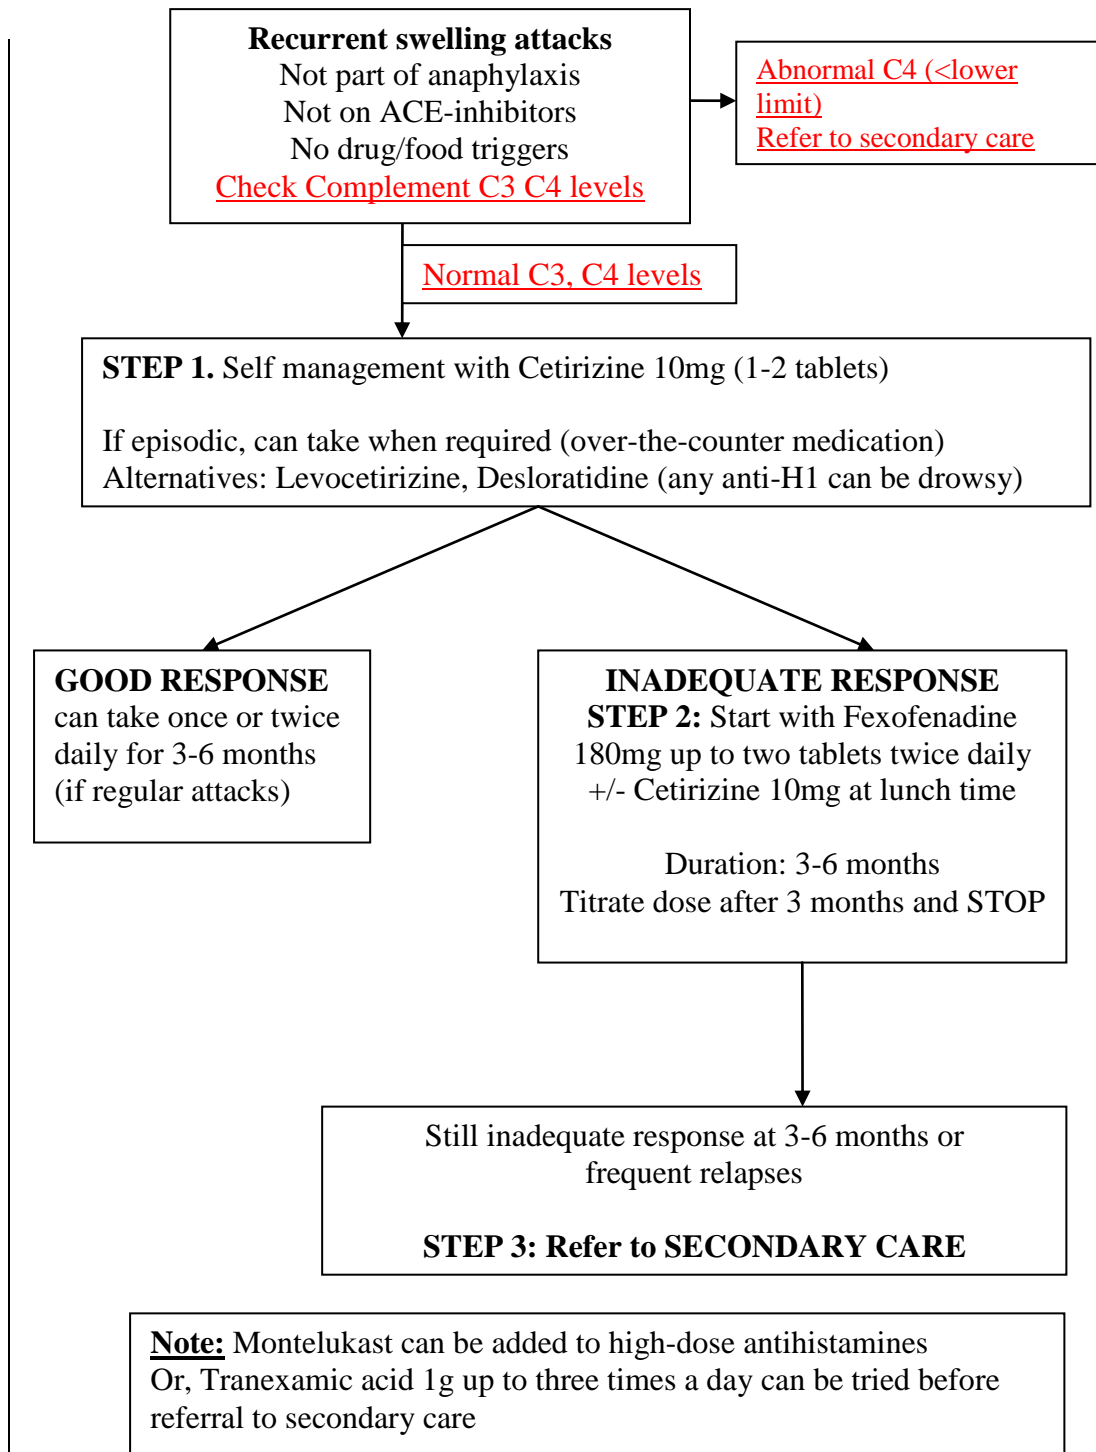 Recurrent swelling attacks
Not part of anaphylaxis
Not on ACE-inhibitors
No drug/food triggers
Check Complement C3 C4 levels
Abnormal C4 (<lower
limit)
Refer to secondary care
Normal C3, C4 levels
STEP 1. Self management with Cetirizine 10mg (1-2 tablets)
If episodic, can take when required (over-the-counter medication)
Alternatives: Levocetirizine, Desloratidine (any anti-H1 can be drowsy)
GOOD RESPONSE
can take once or twice
daily for 3-6 months
(if regular attacks)
INADEQUATE RESPONSE
STEP 2: Start with Fexofenadine
180mg up to two tablets twice daily
+/- Cetirizine 10mg at lunch time
Duration: 3-6 months
Titrate dose after 3 months and STOP
Still inadequate response at 3-6 months or
frequent relapses
STEP 3: Refer to SECONDARY CARE
Note: Montelukast can be added to high-dose antihistamines
Or, Tranexamic acid 1g up to three times a day can be tried before
referral to secondary care